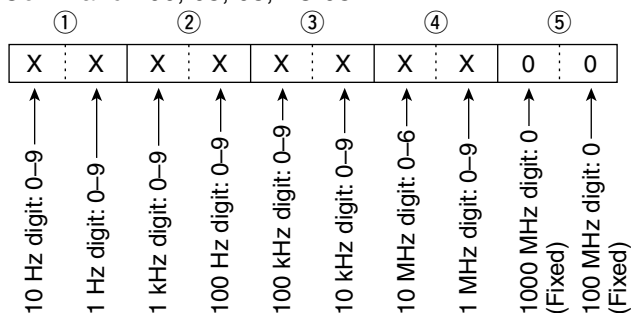 ① ② ③ ④ ⑤
X X X X X X X X 0 0
10 Hz digit: 0–9
1 Hz digit: 0–9
1 kHz digit: 0–9
100 Hz digit: 0–9
100 kHz digit: 0–9
10 kHz digit: 0–9
10 MHz digit: 0–6
1 MHz digit: 0–9
1000 MHz digit: 0
(Fixed)
100 MHz digit: 0
(Fixed)